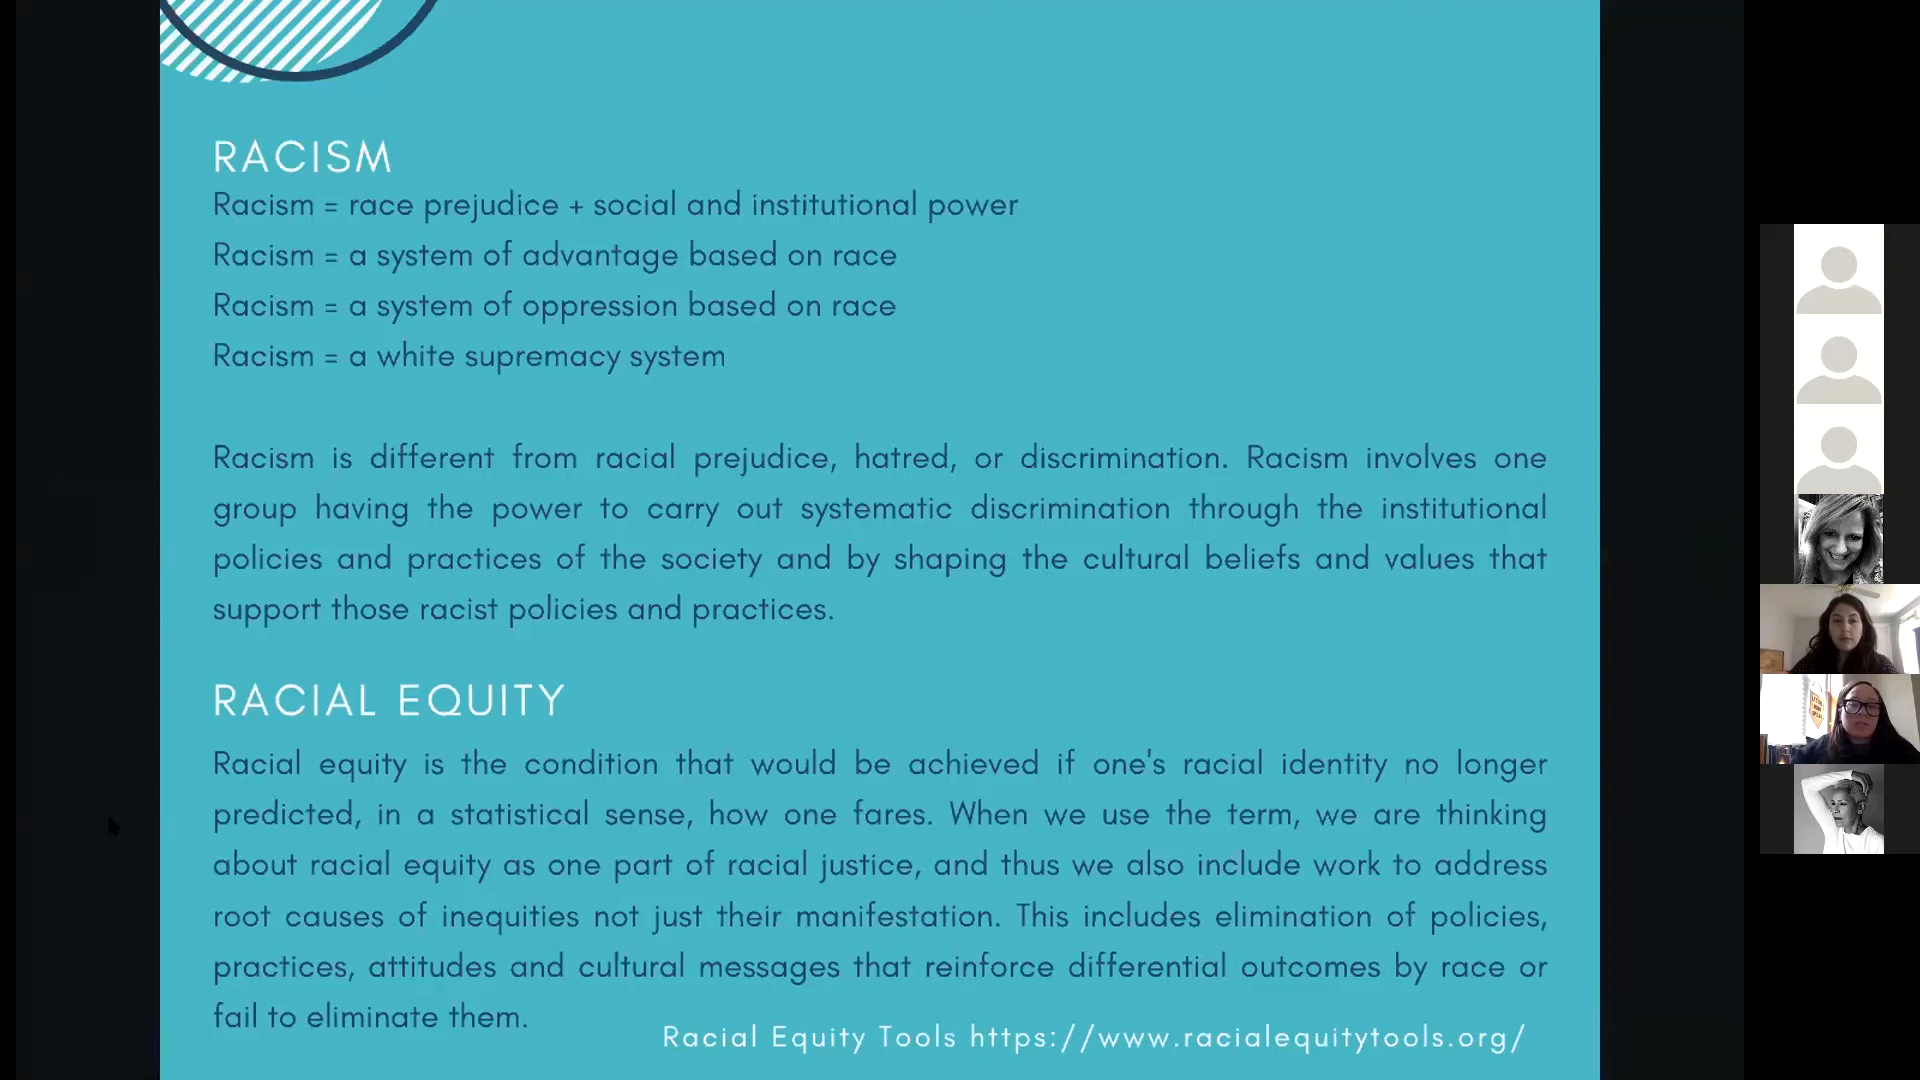 RACISM
Racism = race prejudice + social and institutional power
Racism = a system of advantage based on race
Racism = a system of oppression based on race
Racism = a white supremacy system
Racism is different from racial prejudice, hatred, or discrimination. Racism involves one
group having the power to carry out systematic discrimination through the institutional
policies and practices of the society and by shaping the cultural beliefs and values that
support those racist policies and practices.
RACIAL EQUITY
Racial equity is the condition that would be achieved if one's racial identity no longer
predicted, in a statistical sense, how one fares. When we use the term, we are thinking
about racial equity as one part of racial justice, and thus we also include work to address
root causes of inequities not just their manifestation. This includes elimination of policies,
practices, attitudes and cultural messages that reinforce differential outcomes by race or
fail to eliminate them.
Racial Equity Tools https://www.racialequitytools.org/